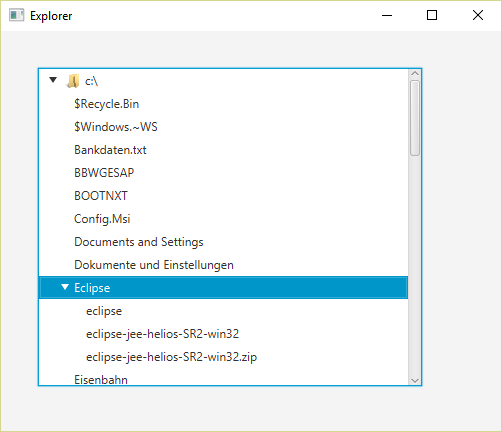 Explorer
c:\
$Recycle.Bin
$Windows.~WS
Bankdaten.txt
BBWGESAP
BOOTNXT
Config.Msi
Documents and Settings
Dokumente und Einstellungen
Eclipse
eclipse
eclipse-jee-helios-SR2-win32
eclipse-jee-helios-SR2-win32.zip
Eisenbahn